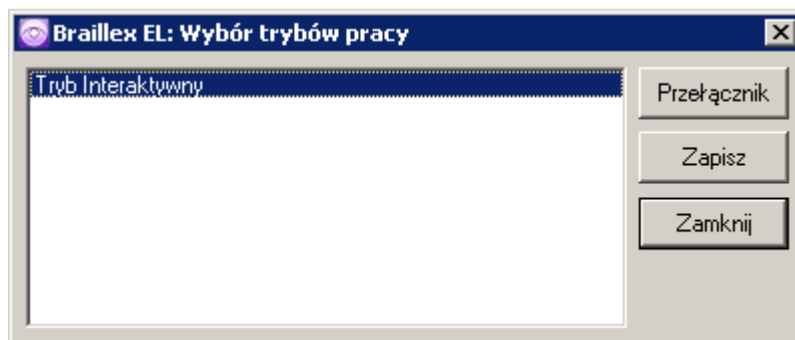 Braillex EL: Wybór trybów pracy
Tryb Interaktywny
Przełącznik
Zapisz
Zamknij